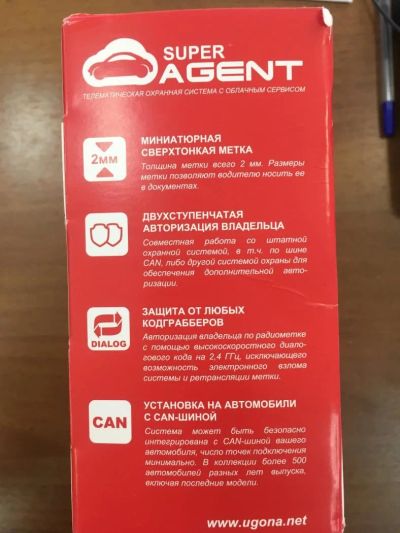 SUPER
AGENT
ТЕЛЕМАТИЧЕСКАЯ ОХРАННАЯ СИСТЕМА С ОБЛАЧНЫМ СЕРВИСОМ
2мм
МИНИАТЮРНАЯ
СВЕРХТОНКАЯ МЕТКА
Толщина метки всего 2 мм. Размеры
метки позволяют водителю носить ее
в документах.
ДВУХСТУПЕНЧАТАЯ
АВТОРИЗАЦИЯ ВЛАДЕЛЬЦА
Совместная работа со штатной
охранной системой, в т.ч. по шине
CAN, либо другой системой охраны для
обеспечения дополнительной авто-
ризации.
DIALOG
ЗАЩИТА ОТ ЛЮБЫХ
КОДГРАББЕРОВ
Авторизация владельца по радиометке
с помощью высокоскоростного диало-
гового кода на 2,4 ГГц, исключающего
возможность электронного взлома
системы и ретрансляции метки.
CAN
УСТАНОВКА НА АВТОМОБИЛИ
С CAN-ШИНОЙ
Система может быть безопасно
интегрирована с CAN-шиной вашего
автомобиля, число точек подключения
минимально. В коллекции более 500
автомобилей разных лет выпуска,
включая последние модели.
www.ugona.net